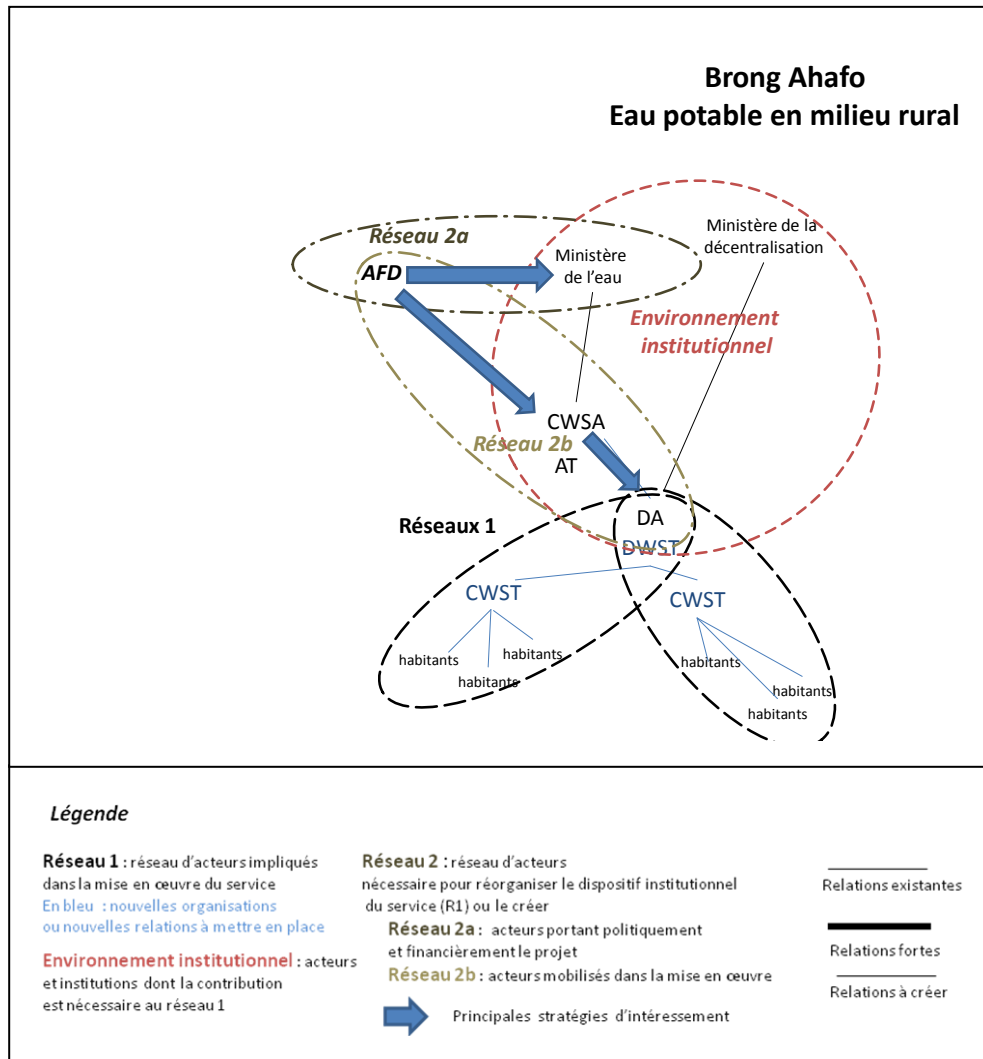 Brong Ahafo
Eau potable en milieu rural
Réseau 2a
AFD
Ministère
de l'eau
Ministère de la
décentralisation
Environnement
institutionnel
CWSA
Réseau 2b
AT
DA
DWST
Réseaux 1
CWST
CWST
habitants
habitants
habitants
habitants
habitants
habitants
Légende
Réseau 1 : réseau d'acteurs impliqués
dans la mise en œuvre du service
En bleu : nouvelles organisations
ou nouvelles relations à mettre en place
Environnement institutionnel : acteurs
et institutions dont la contribution
est nécessaire au réseau 1
Réseau 2 : réseau d'acteurs
nécessaire pour réorganiser le dispositif institutionnel
du service (R1) ou le créer
Réseau 2a : acteurs portant politiquement
et financièrement le projet
Réseau 2b : acteurs mobilisés dans la mise en œuvre
Principales stratégies d'intéressement
Relations existantes
Relations fortes
Relations à créer